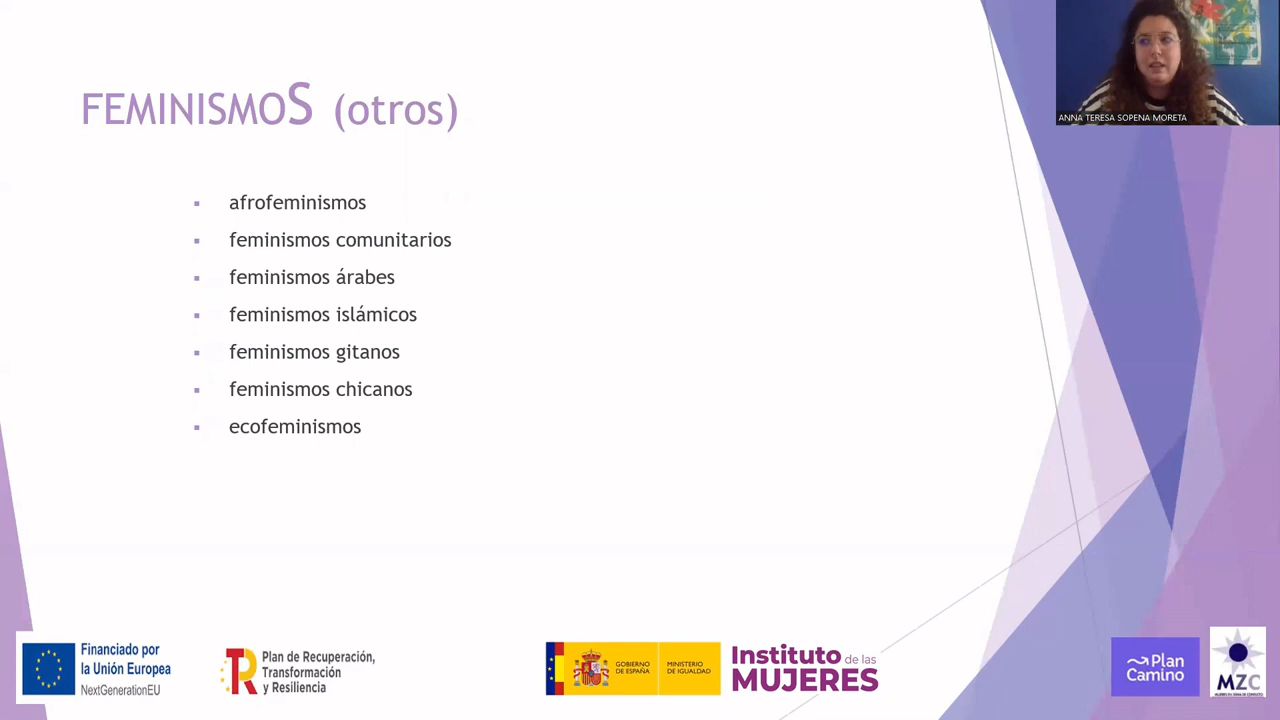 FEMINISMOS (otros)
ANNA TERESA SOPENA MORETA
afrofeminismos
feminismos comunitarios
feminismos árabes
feminismos islámicos
feminismos gitanos
feminismos chicanos
ecofeminismos
Financiado por
la Unión Europea
NextGenerationEU
Plan de Recuperación,
Transformación
y Resiliencia
GOBIERNO
DE ESPAÑA
MINISTERIO
DE IGUALDAD
Instituto de las
MUJERES
Plan
Camino
MZC